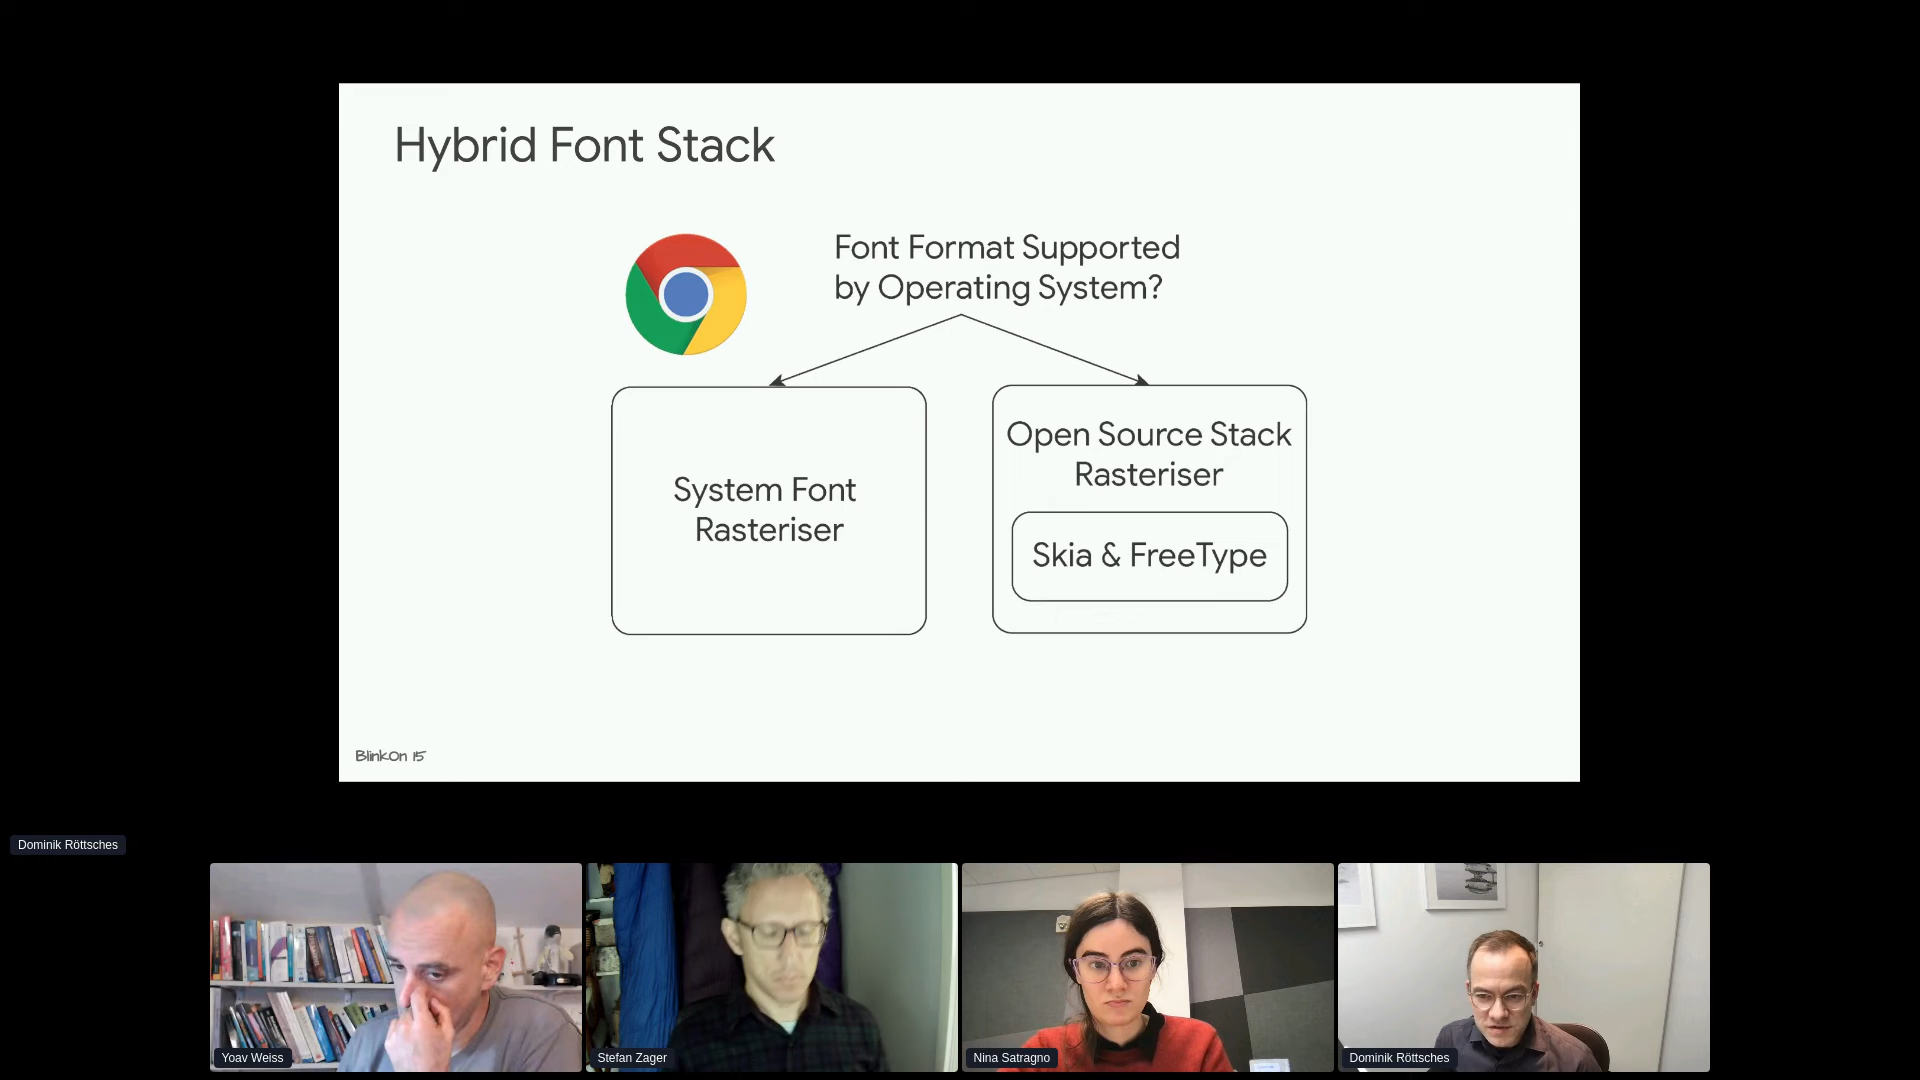 Hybrid Font Stack
Font Format Supported
by Operating System?
System Font
Rasteriser
Open Source Stack
Rasteriser
Skia & FreeType
BlinkOn 15
Dominik Röttsches
Yoav Weiss
Stefan Zager
Nina Satragno
Dominik Röttsches